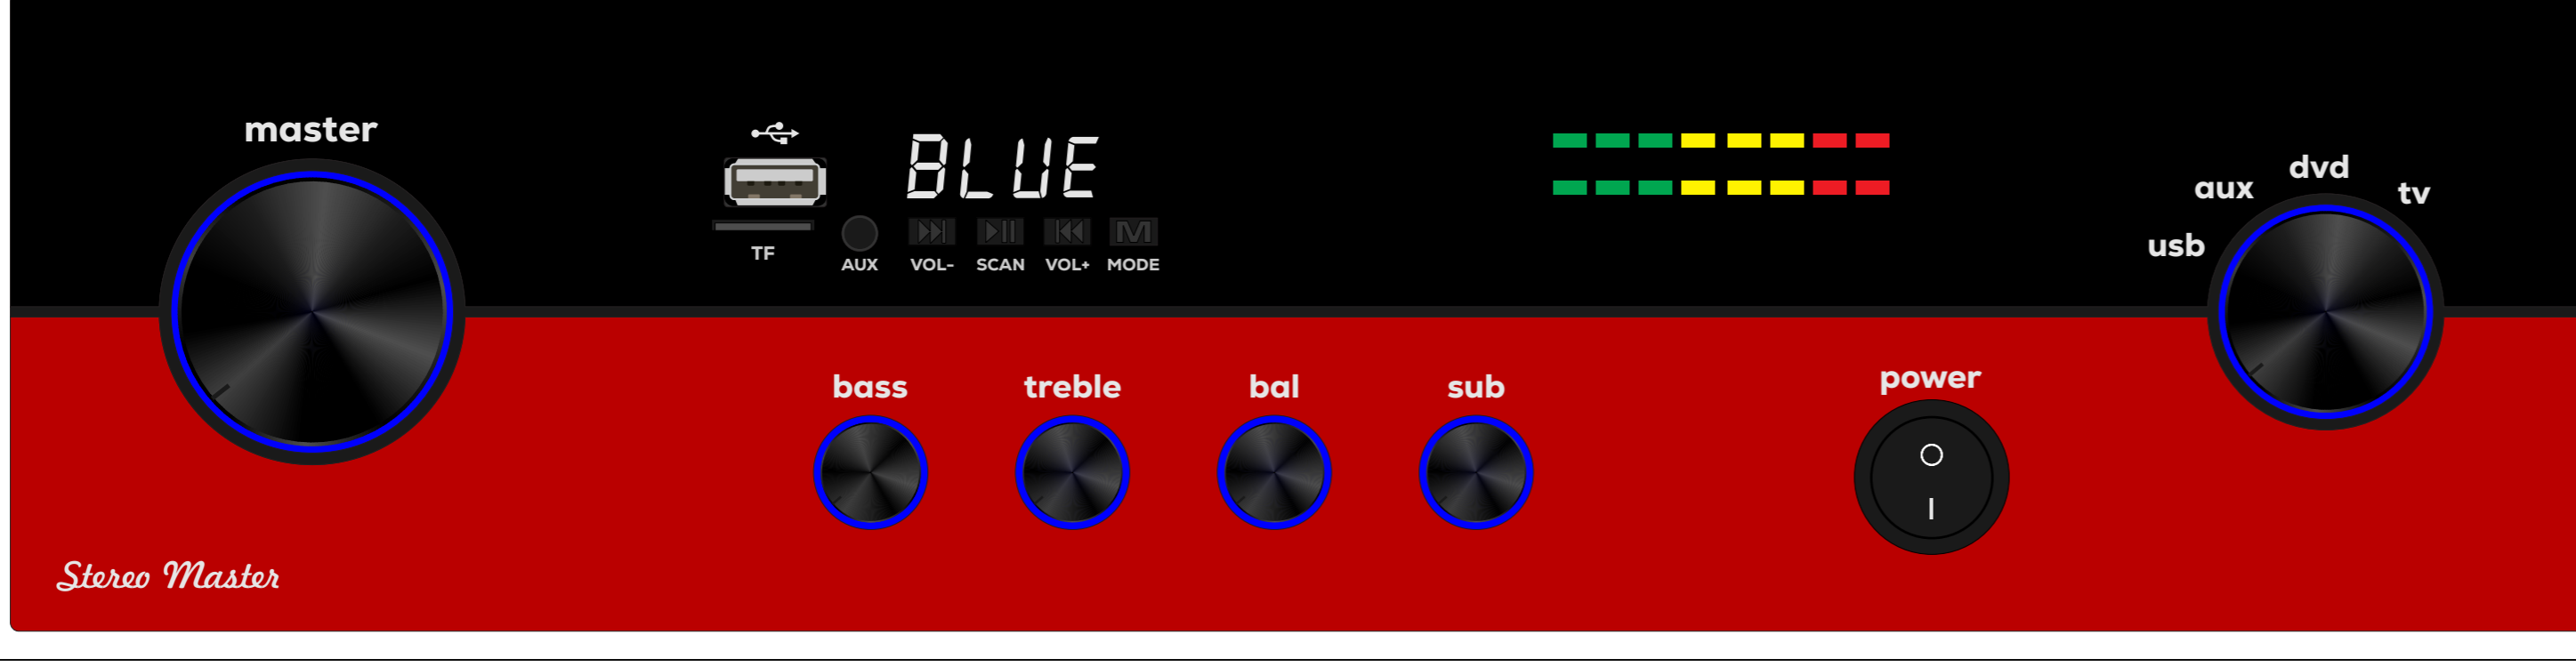 master
BLUE
TF
AUX VOL- SCAN VOL+ MODE
M
dvd
aux
tv
usb
bass treble bal sub
power
Stereo Master